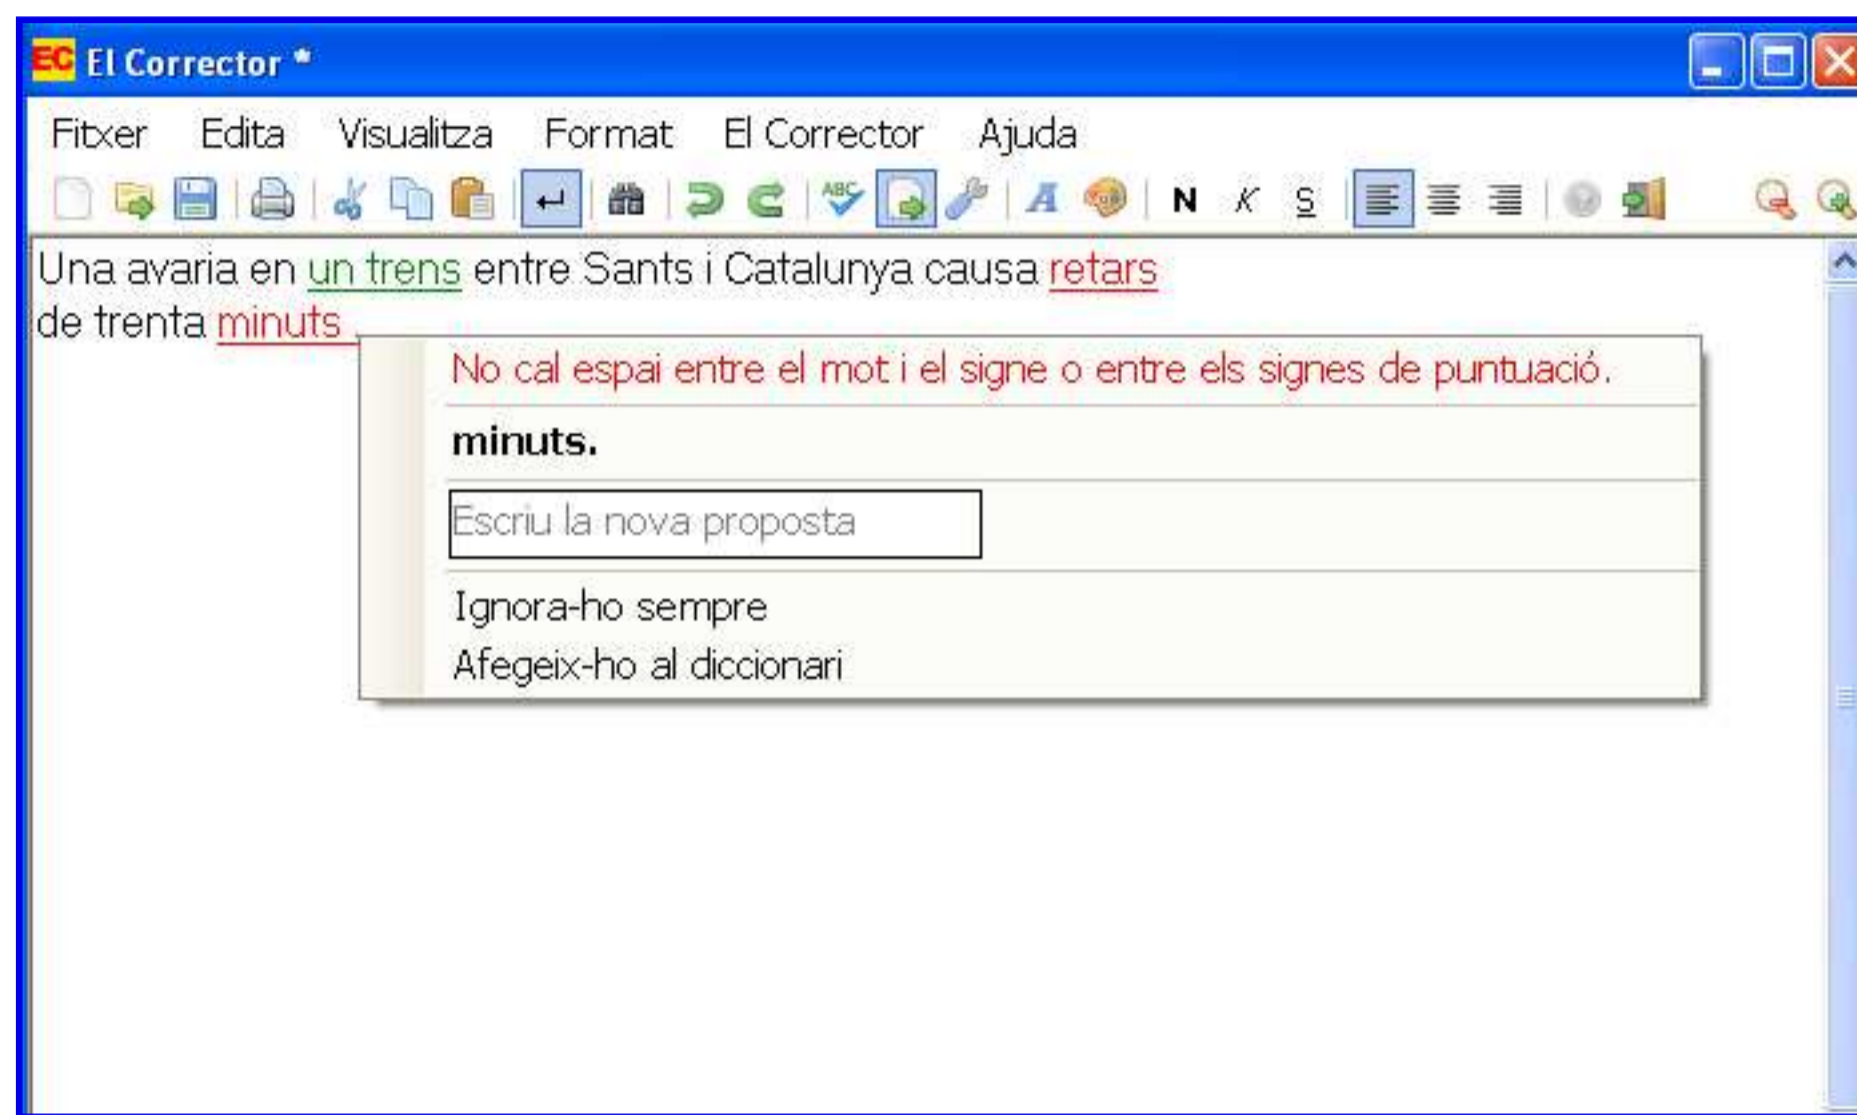 EC El Corrector *
Fitxer Edita Visualitza Format El Corrector Ajuda
ABC A N K S
Una avaria en un trens entre Sants i Catalunya causa retars
de trenta minuts .
No cal espai entre el mot i el signe o entre els signes de puntuació.
minuts.
Escriu la nova proposta
Ignora-ho sempre
Afegeix-ho al diccionari